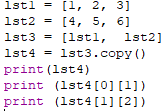 lst1 = [1, 2, 3]
lst2 = [4, 5, 6]
lst3 = [lst1,  lst2]
lst4 = lst3.copy()
print(lst4)
print (lst4[0][1])
print (lst4[1][2])